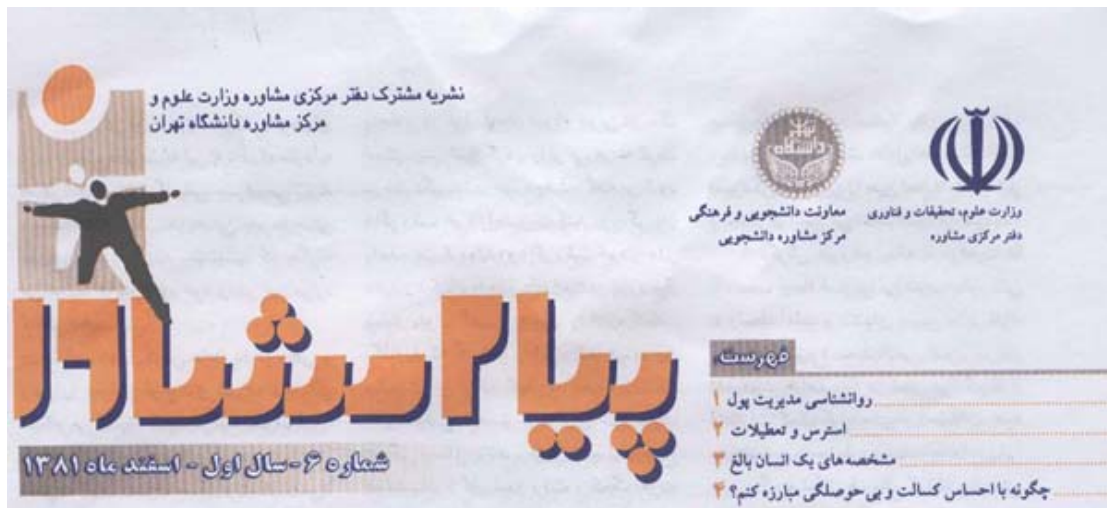 نشریه مشترک دفتر مرکزی مشاوره وزارت علوم و
مرکز مشاوره دانشگاه تهران
وزارت علوم، تحقیقات و فناوری
دفتر مرکزی مشاوره
معاونت دانشجویی و فرهنگی
مرکز مشاوره دانشجویی
پیام مشاور
شماره ۶ - سال اول - اسفند ماه ۱۳۸۱
فهرست
روانشناسی مدیریت پول ۱
استرس و تعطیلات ۲
مشخصه های یک انسان بالغ ۳
چگونه با احساس کسالت و بی حوصلگی مبارزه کنم؟ ۴